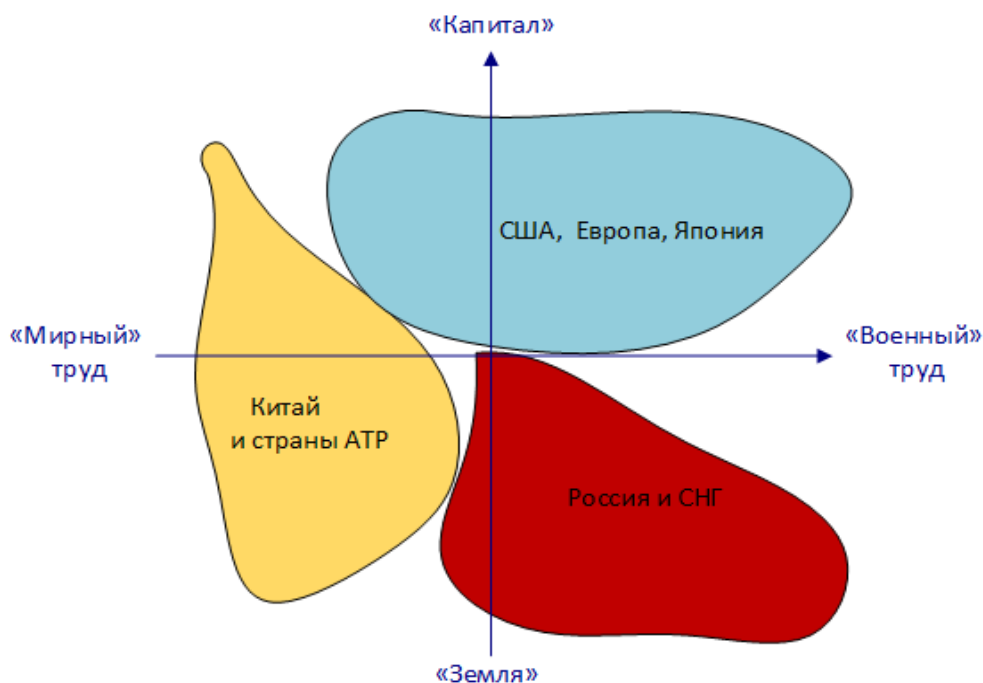 «Капитал»
США,  Европа, Япония
«Мирный»
труд
«Военный»
труд
Китай
и страны АТР
Россия и СНГ
«Земля»